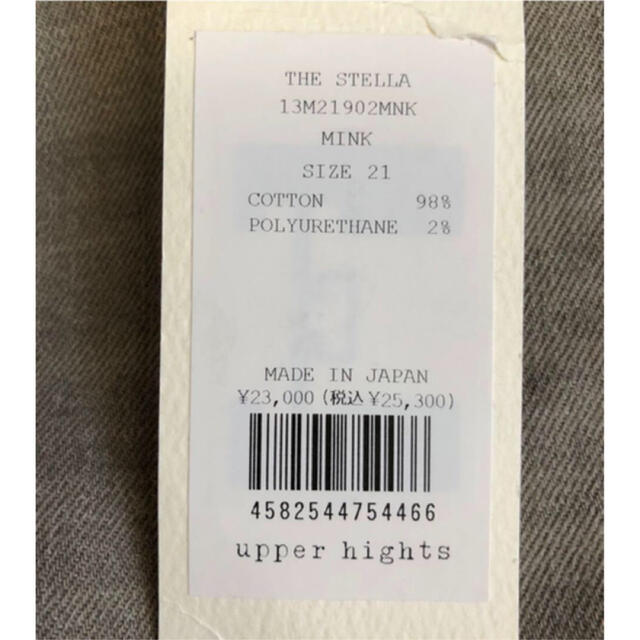 THE STELLA
13M21902MNK
MINK
SIZE 21
COTTON 98%
POLYURETHANE 2%
MADE IN JAPAN
¥23,000(税込¥25,300)
4582544754466
upper hights